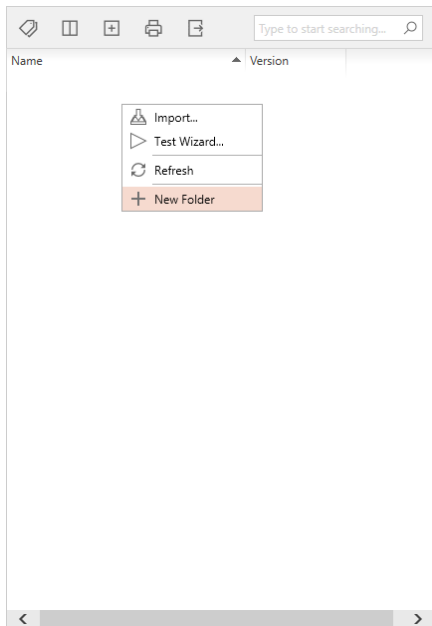 Type to start searching...
Name Version
Import...
Test Wizard...
Refresh
New Folder